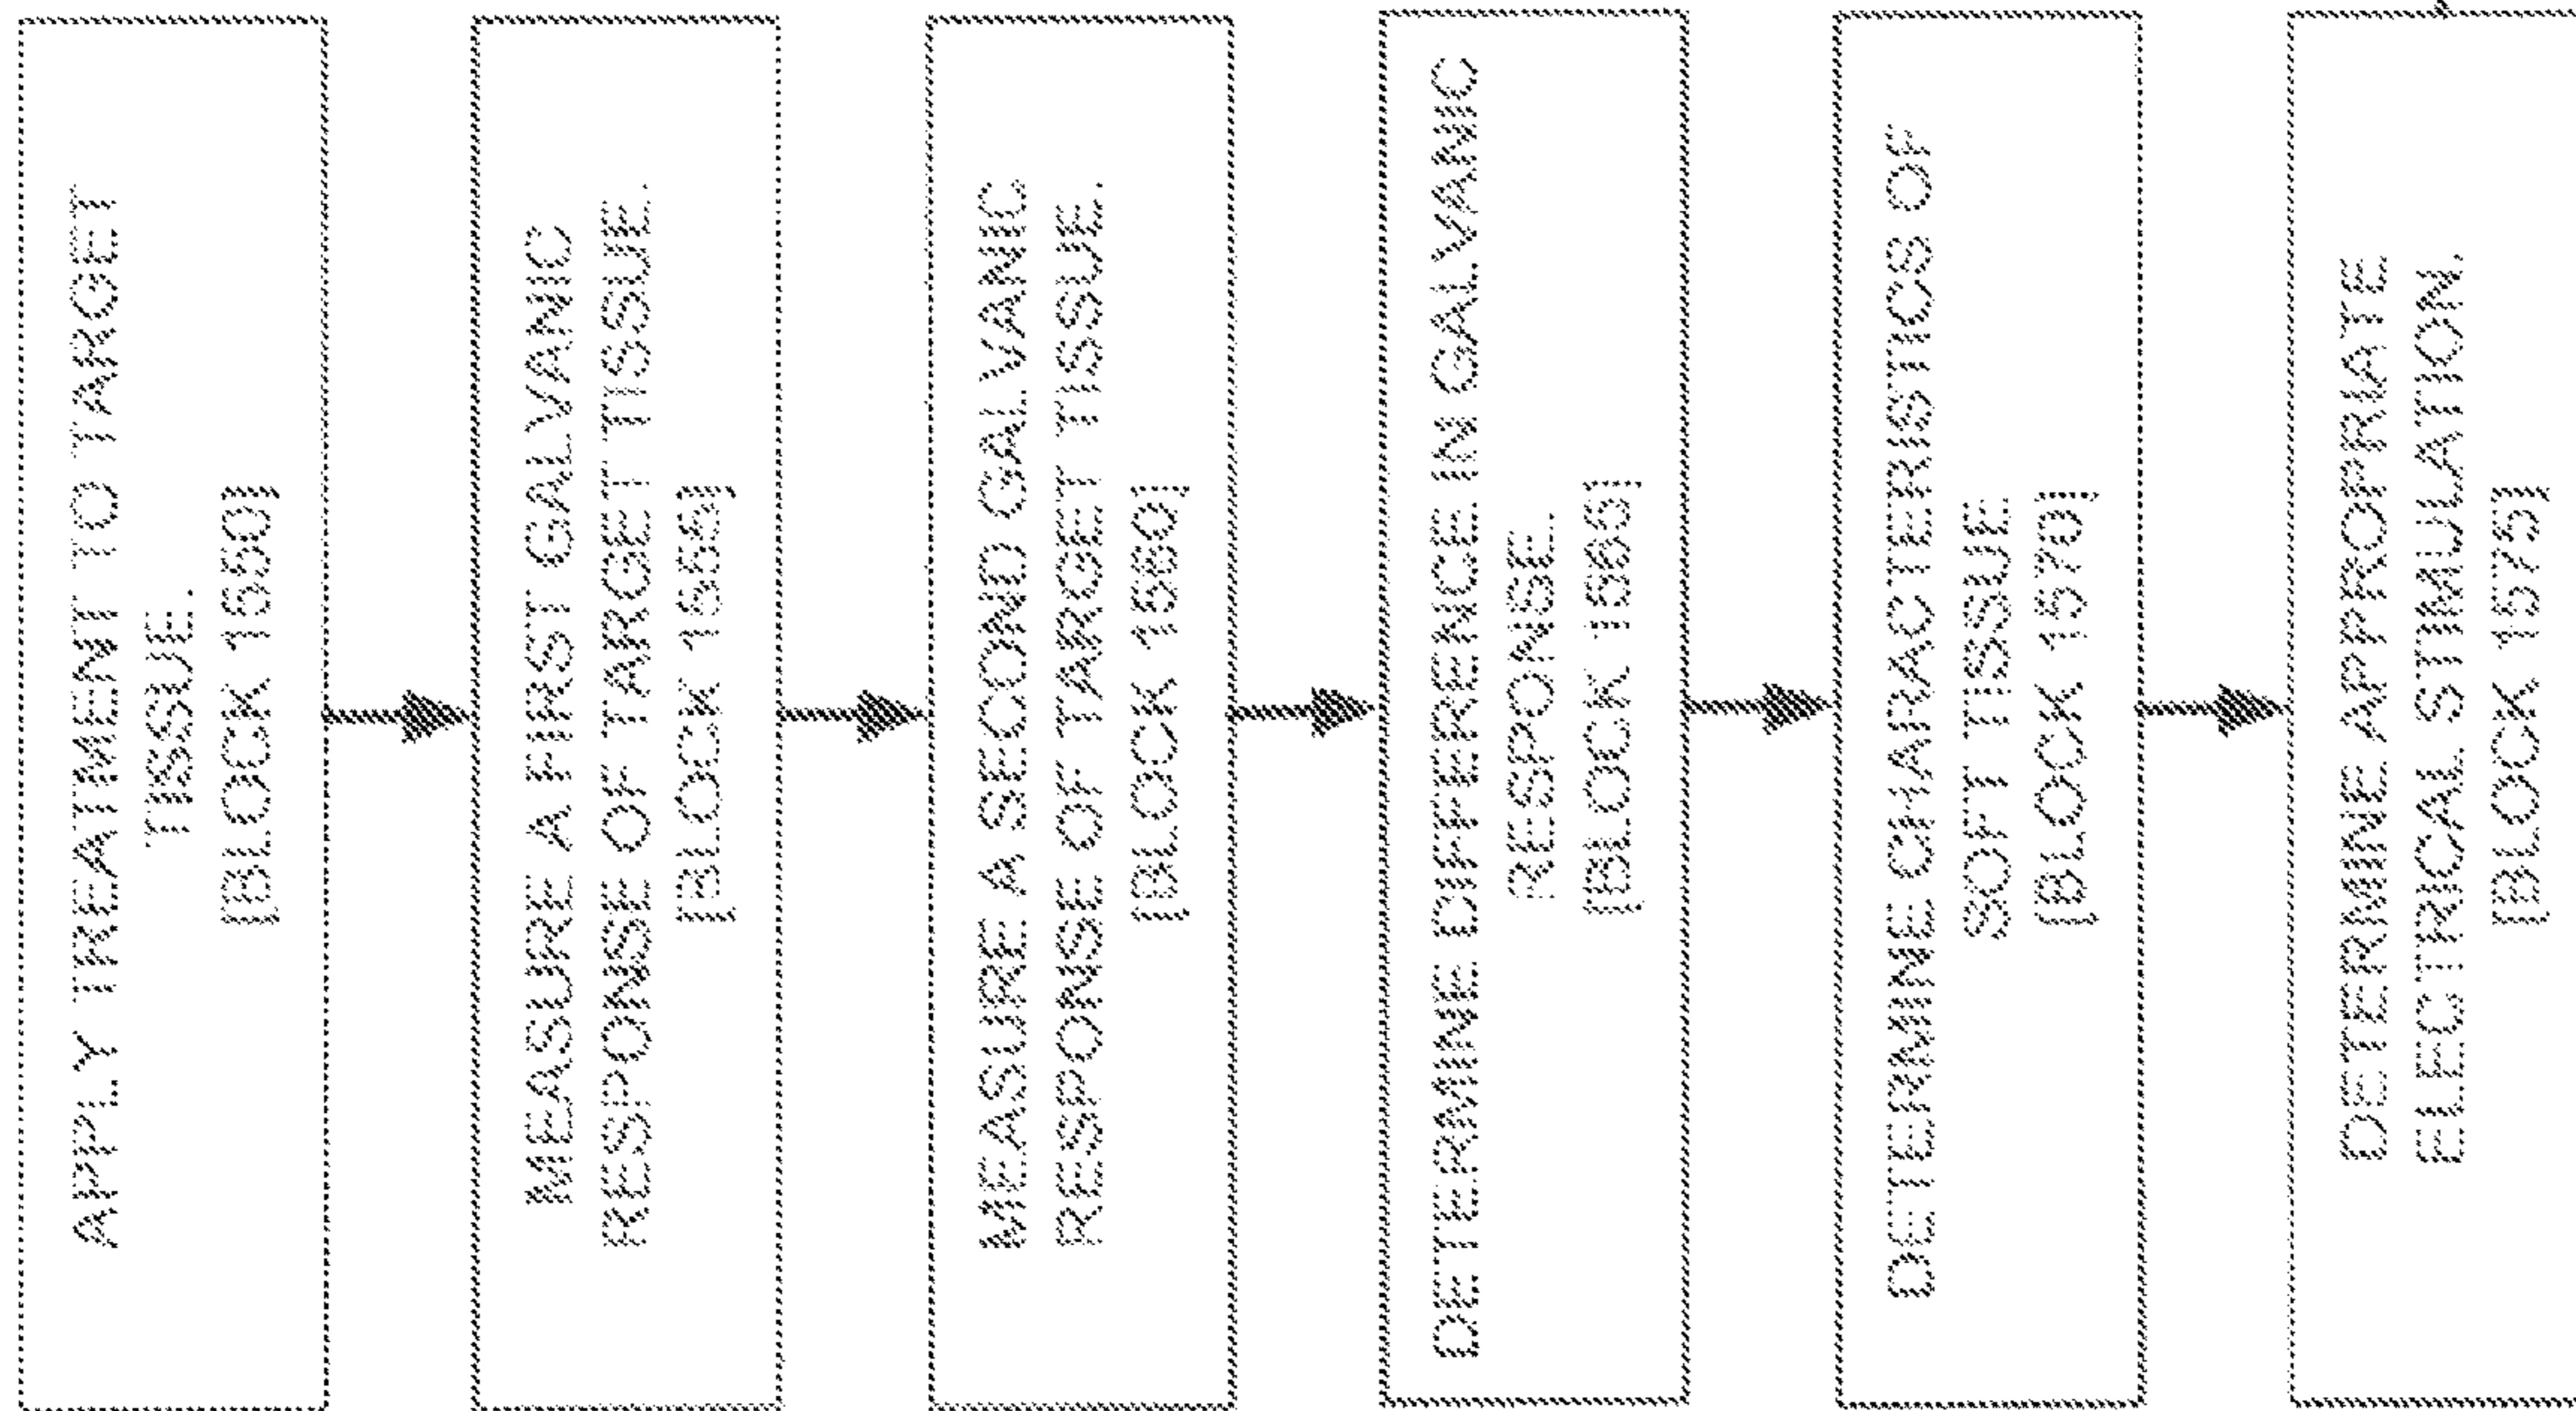 APPLY TREATMENT TO TARGET
TISSUE.
[BLOCK 1550]
MEASURE A FIRST GALVANIC
RESPONSE OF TARGET TISSUE.
[BLOCK 1555]
MEASURE A SECOND GALVANIC
RESPONSE OF TARGET TISSUE.
[BLOCK 1560]
DETERMINE DIFFERENCE IN GALVANIC
RESPONSE.
[BLOCK 1565]
DETERMINE CHARACTERISTICS OF
SOFT TISSUE
[BLOCK 1570]
DETERMINE APPROPRIATE
ELECTRICAL STIMULATION.
[BLOCK 1575]